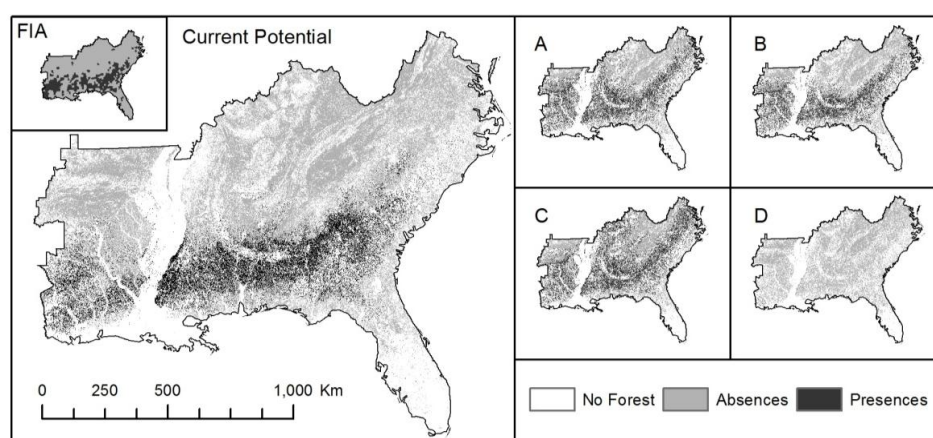 FIA
Current Potential
A
B
C
D
0 250 500 1,000 Km
No Forest Absences Presences